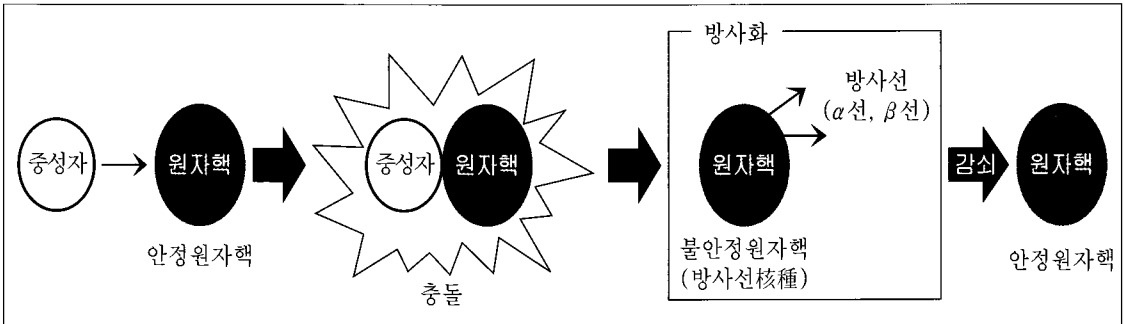 중성자
원자핵
안정원자핵
중성자
원자핵
충돌
방사화
방사선
(α선, β선)
원자핵
불안정원자핵
(방사선核種)
감쇠
원자핵
안정원자핵